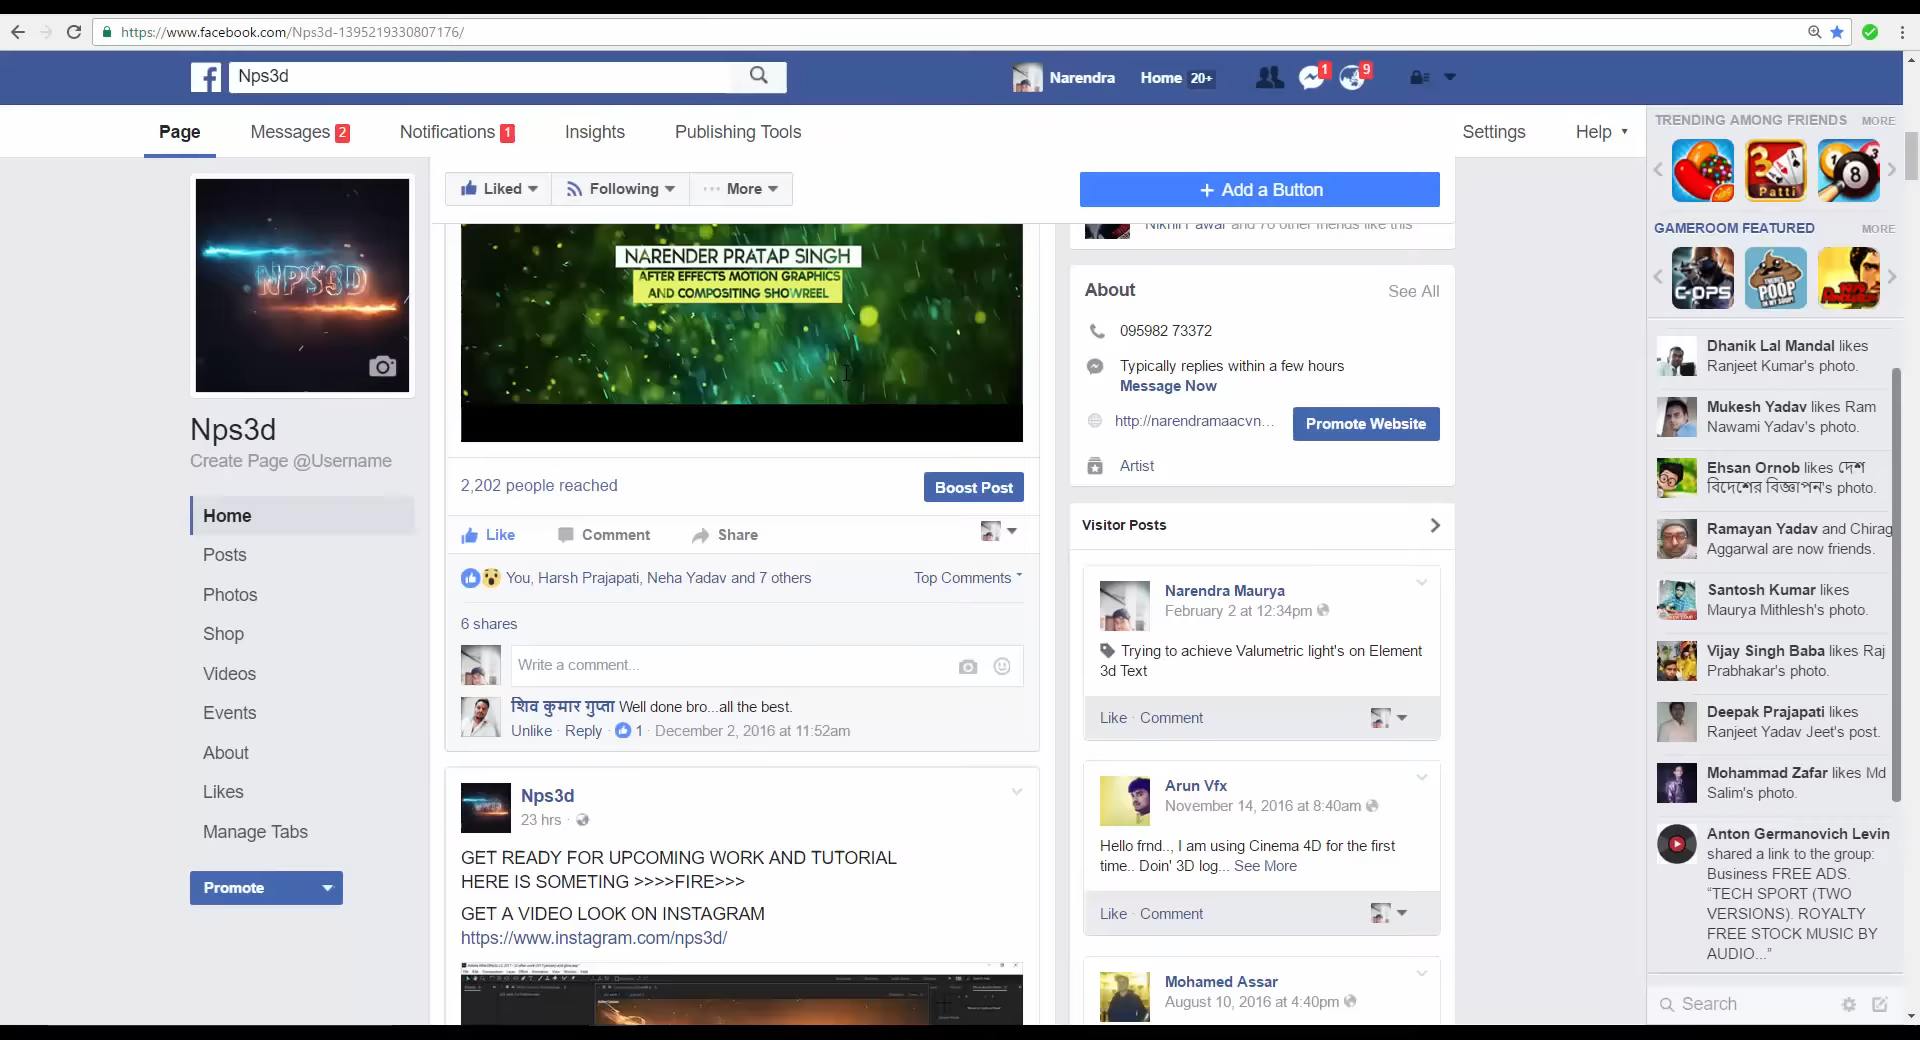 https://www.facebook.com/Nps3d-1395219330807176/
Nps3d
Narendra
Home 20+
1
9
Page
Messages 2
Notifications 1
Insights
Publishing Tools
Settings
Help
NPS3D
Nps3d
Create Page @Username
Home
Posts
Photos
Shop
Videos
Events
About
Likes
Manage Tabs
Promote
Liked
Following
More
+ Add a Button
NARENDER PRATAP SINGH
AFTER EFFECTS MOTION GRAPHICS
AND COMPOSITING SHOWREEL
2,202 people reached
Boost Post
Like
Comment
Share
You, Harsh Prajapati, Neha Yadav and 7 others
Top Comments
6 shares
Write a comment...
शिव कुमार गुप्ता Well done bro...all the best.
Unlike · Reply · 1 · December 2, 2016 at 11:52am
Nps3d
23 hrs ·
GET READY FOR UPCOMING WORK AND TUTORIAL
HERE IS SOMETING >>>>FIRE>>>
GET A VIDEO LOOK ON INSTAGRAM
https://www.instagram.com/nps3d/
Nikhil Pawar and 76 other friends like this
About
See All
095982 73372
Typically replies within a few hours
Message Now
http://narendramaacvn...
Promote Website
Artist
Visitor Posts
Narendra Maurya
February 2 at 12:34pm
Trying to achieve Valumetric light's on Element
3d Text
Like · Comment
Arun Vfx
November 14, 2016 at 8:40am
Hello frnd.., I am using Cinema 4D for the first
time.. Doin' 3D log... See More
Like · Comment
Mohamed Assar
August 10, 2016 at 4:40pm
TRENDING AMONG FRIENDS
MORE
3
Patti
8
GAMEROOM FEATURED
MORE
C-OPS
THERE'S
POOP
IN MY SOUP!
Dhanik Lal Mandal likes
Ranjeet Kumar's photo.
Mukesh Yadav likes Ram
Nawami Yadav's photo.
Ehsan Ornob likes দেশ
বিদেশের বিজ্ঞাপন's photo.
Ramayan Yadav and Chirag
Aggarwal are now friends.
Santosh Kumar likes
Maurya Mithlesh's photo.
Vijay Singh Baba likes Raj
Prabhakar's photo.
Deepak Prajapati likes
Ranjeet Yadav Jeet's post.
Mohammad Zafar likes Md
Salim's photo.
Anton Germanovich Levin
shared a link to the group:
Business FREE ADS.
“TECH SPORT (TWO
VERSIONS). ROYALTY
FREE STOCK MUSIC BY
AUDIO...”
Search